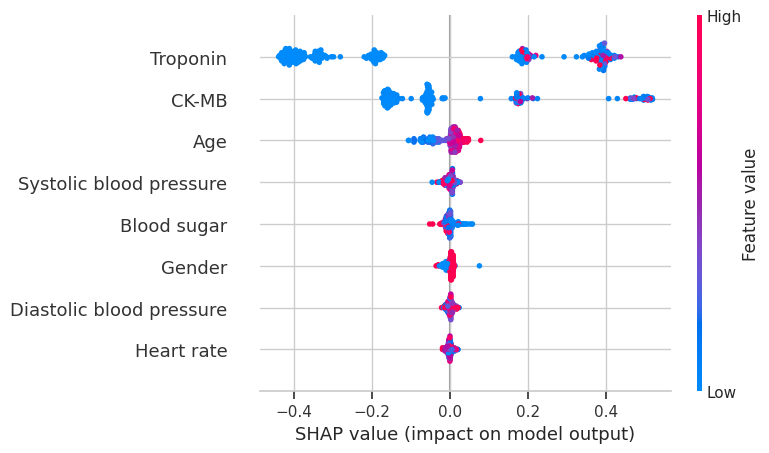 High
Troponin
CK-MB
Age
Systolic blood pressure
Blood sugar
Gender
Diastolic blood pressure
Heart rate
Feature value
Low
−0.4 −0.2 0.0 0.2 0.4
SHAP value (impact on model output)